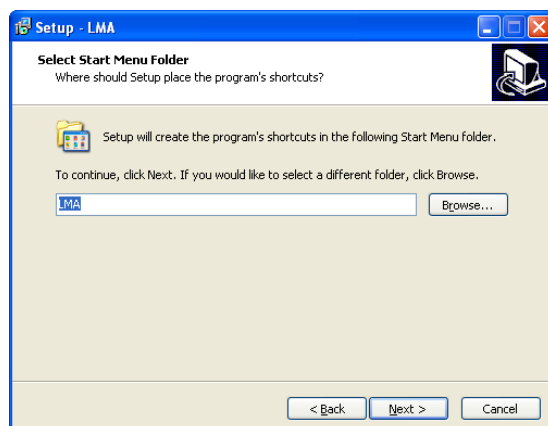 Setup - LMA
Select Start Menu Folder
Where should Setup place the program's shortcuts?
Setup will create the program's shortcuts in the following Start Menu folder.
To continue, click Next. If you would like to select a different folder, click Browse.
LMA
Browse...
< Back
Next >
Cancel